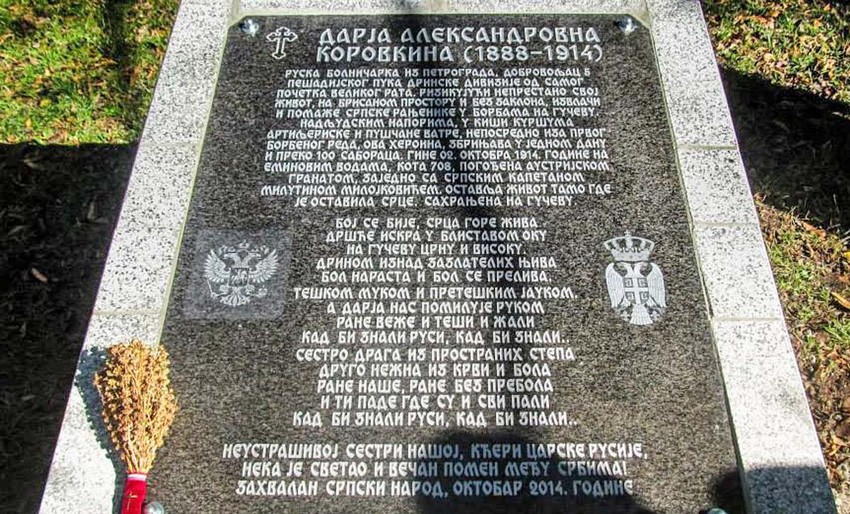 ДАРЈА АЛЕКСАНДРОВНА
КОРОВКИНА (1888-1914)
РУСКА БОЛНИЧАРКА ИЗ ПЕТРОГРАДА, ДОБРОВОЉАЦ 5
ПЕШАДИЈСКОГ ПУКА ДРИНСКЕ ДИВИЗИЈЕ ОД САМОГ
ПОЧЕТКА ВЕЛИКОГ РАТА. РИЗИКУЈУЋИ НЕПРЕСТАНО СВОЈ
ЖИВОТ, НА БРИСАНОМ ПРОСТОРУ И БЕЗ ЗАКЛОНА, ИЗВЛАЧИ
И ПОМАЖЕ СРПСКЕ РАЊЕНИКЕ У БОРБАМА НА ГУЧЕВУ.
НАДЉУДСКИМ НАПОРИМА, У КИШИ КУРШУМА
АРТИЉЕРИСКЕ И ПУШЧАНЕ ВАТРЕ, НЕПОСРЕДНО ИЗА ПРВОГ
БОРБЕНОГ РЕДА, ОВА ХЕРОИНА, ЗБРИЊАВА У ЈЕДНОМ ДАНУ
И ПРЕКО 100 САБОРАЦА. ГИНЕ 02. ОКТОБРА 1914. ГОДИНЕ НА
ЕМИНОВИМ ВОДАМА, КОТА 708, ПОГОЂЕНА АУСТРИЈСКОМ
ГРАНАТОМ, ЗАЈЕДНО СА СРПСКИМ КАПЕТАНОМ
МИЛУТИНОМ МИЛОЈКОВИЋЕМ. ОСТАВЉА ЖИВОТ ТАМО ГДЕ
ЈЕ ОСТАВИЛА СРЦЕ. САХРАЊЕНА НА ГУЧЕВУ.
БОЈ СЕ БИЈЕ, СРЦА ГОРЕ ЖИВА
ДРШЋЕ ИСКРА У БЛИСТАВОМ ОКУ
НА ГУЧЕВУ ЦРНУ И ВИСОКУ.
ДРИНОМ ИЗНАД ЗАЗЛАТЕЛИХ ЊИВА
БОЛ НАРАСТА И БОЛ СЕ ПРЕЛИВА.
ТЕШКОМ МУКОМ И ПРЕТЕШКИМ ЈАУКОМ.
А ДАРЈА НАС ПОМИЛУЈЕ РУКОМ
РАНЕ ВЕЖЕ И ТЕШИ И ЖАЛИ
КАД БИ ЗНАЛИ РУСИ, КАД БИ ЗНАЛИ..
СЕСТРО ДРАГА ИЗ ПРОСТРАНИХ СТЕПА
ДРУГО НЕЖНА ИЗ КРВИ И БОЛА
РАНЕ НАШЕ, РАНЕ БЕЗ ПРЕБОЛА
И ТИ ПАДЕ ГДЕ СУ И СВИ ПАЛИ
КАД БИ ЗНАЛИ РУСИ, КАД БИ ЗНАЛИ..
НЕУСТРАШИВОЈ СЕСТРИ НАШОЈ, КЋЕРИ ЦАРСКЕ РУСИЈЕ,
НЕКА ЈЕ СВЕТАО И ВЕЧАН ПОМЕН МЕЂУ СРБИМА!
ЗАХВАЛАН СРПСКИ НАРОД, ОКТОБАР 2014. ГОДИНЕ